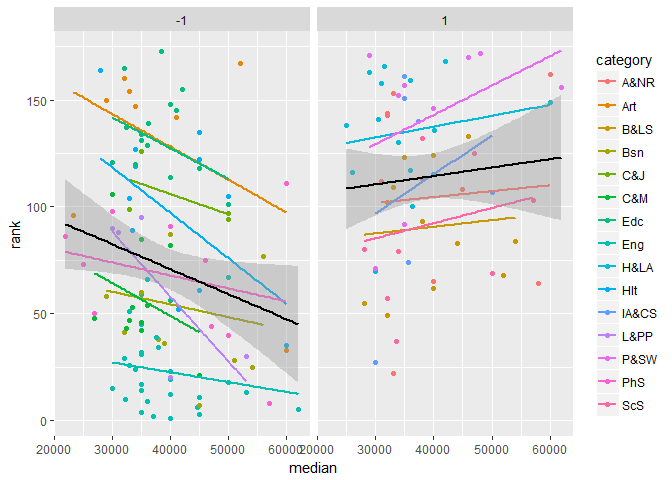 -1 1
150
100
50
0
rank
20000 30000 40000 50000 60000 20000 30000 40000 50000 60000
median
category
A&NR
Art
B&LS
Bsn
C&J
C&M
Edc
Eng
H&LA
Hlt
IA&CS
L&PP
P&SW
PhS
ScS